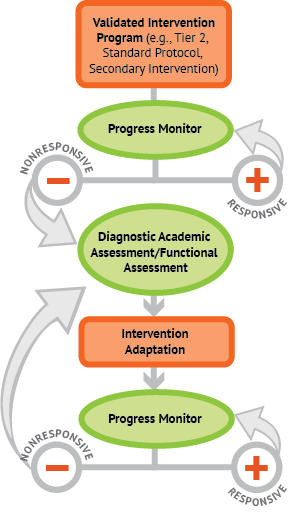 Validated Intervention
Program (e.g., Tier 2,
Standard Protocol,
Secondary Intervention)
Progress Monitor
NONRESPONSIVE
RESPONSIVE
Diagnostic Academic
Assessment/Functional
Assessment
Intervention
Adaptation
Progress Monitor
NONRESPONSIVE
RESPONSIVE